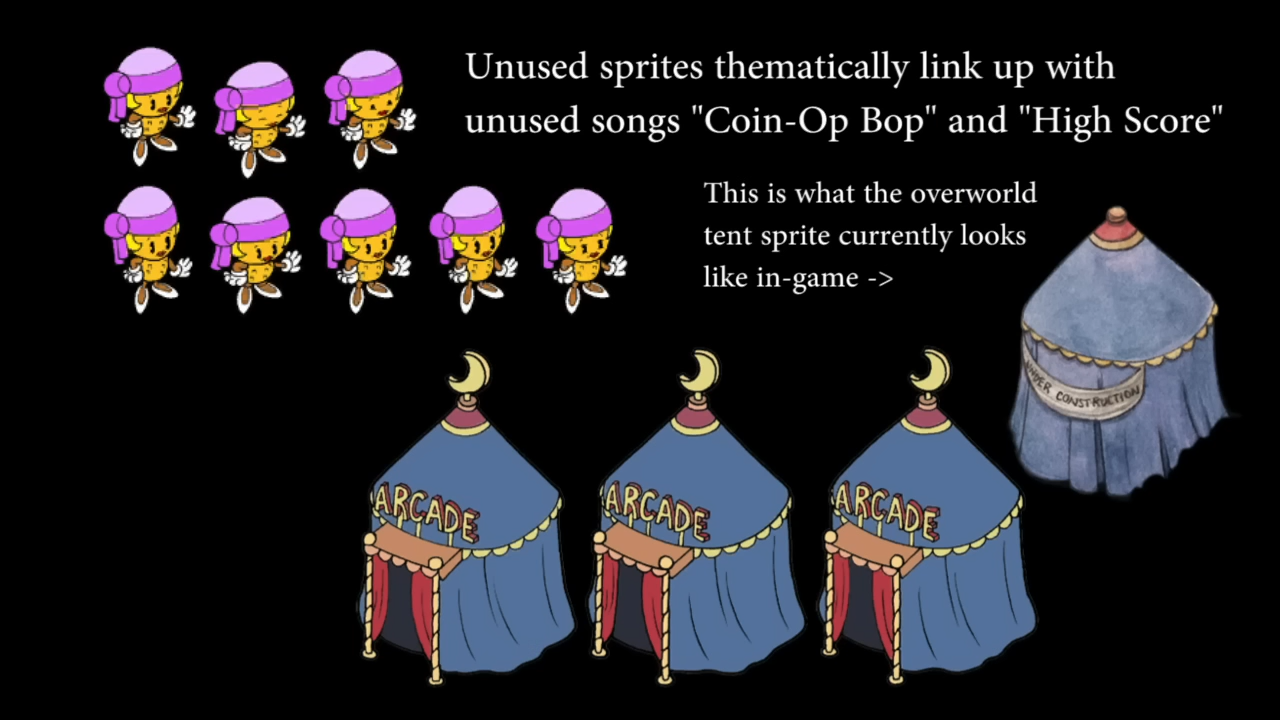 Unused sprites thematically link up with
unused songs "Coin-Op Bop" and "High Score"
This is what the overworld
tent sprite currently looks
like in-game ->
UNDER CONSTRUCTION
ARCADE
ARCADE
ARCADE